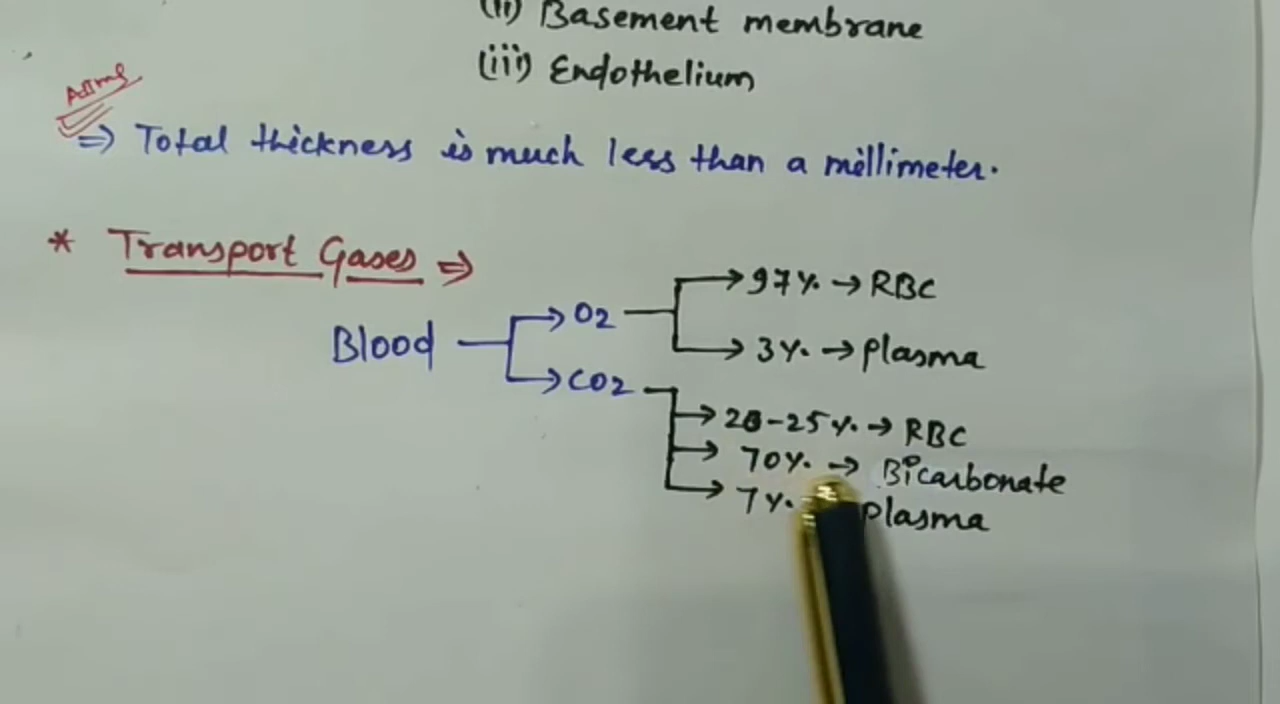 (ii) Basement membrane
(iii) Endothelium
AIIMS
⇒ Total thickness is much less than a millimeter.
* Transport Gases ⇒
Blood → O2 → 97% → RBC
3% → plasma
→ CO2 → 20-25% → RBC
70% → Bicarbonate
7% plasma